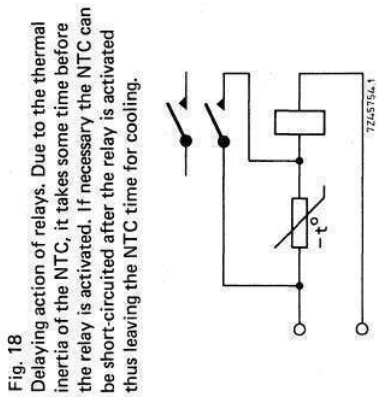 Fig. 18
Delaying action of relays. Due to the thermal
inertia of the NTC, it takes some time before
the relay is activated. If necessary the NTC can
be short-circuited after the relay is activated
thus leaving the NTC time for cooling.
-t°
7Z45754.1